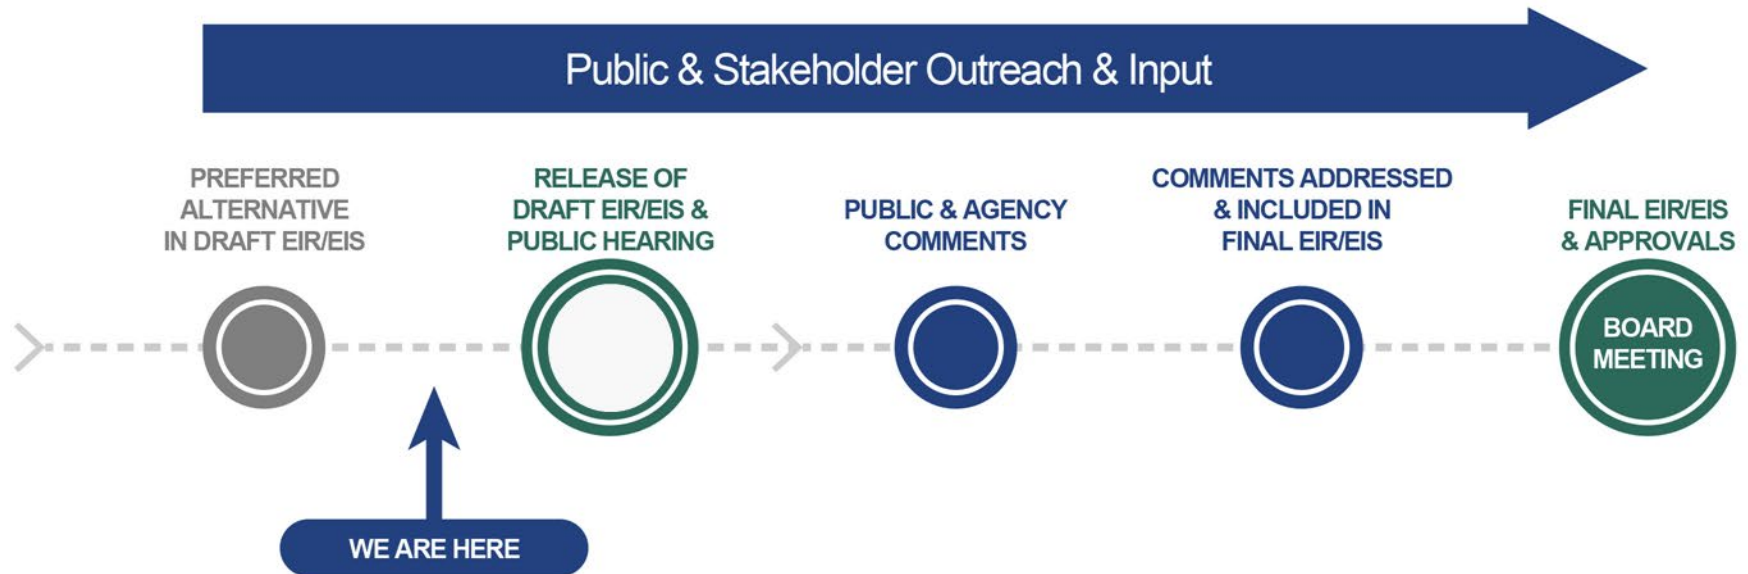 Public & Stakeholder Outreach & Input
PREFERRED
ALTERNATIVE
IN DRAFT EIR/EIS
RELEASE OF
DRAFT EIR/EIS &
PUBLIC HEARING
PUBLIC & AGENCY
COMMENTS
COMMENTS ADDRESSED
& INCLUDED IN
FINAL EIR/EIS
FINAL EIR/EIS
& APPROVALS
BOARD
MEETING
WE ARE HERE